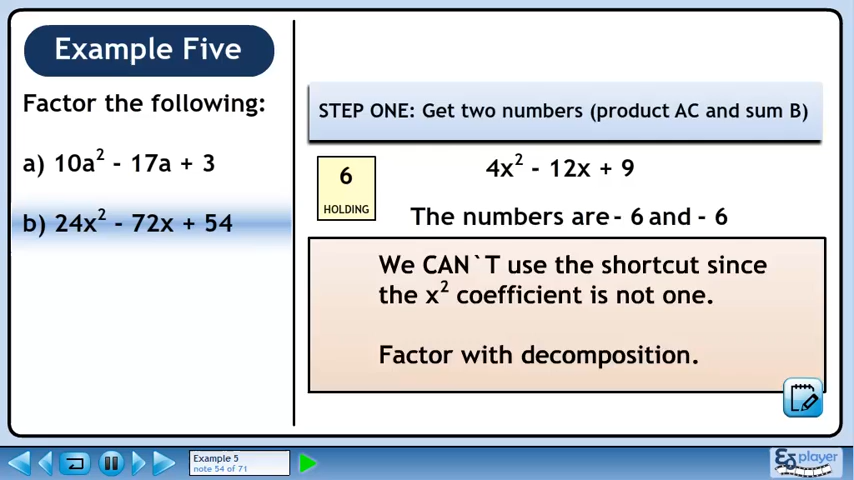 Example Five
Factor the following:
a) 10a² - 17a + 3
b) 24x² - 72x + 54
STEP ONE: Get two numbers (product AC and sum B)
6
HOLDING
4x² - 12x + 9
The numbers are - 6 and - 6
We CAN`T use the shortcut since
the x² coefficient is not one.
Factor with decomposition.
Example 5
note 54 of 71
player